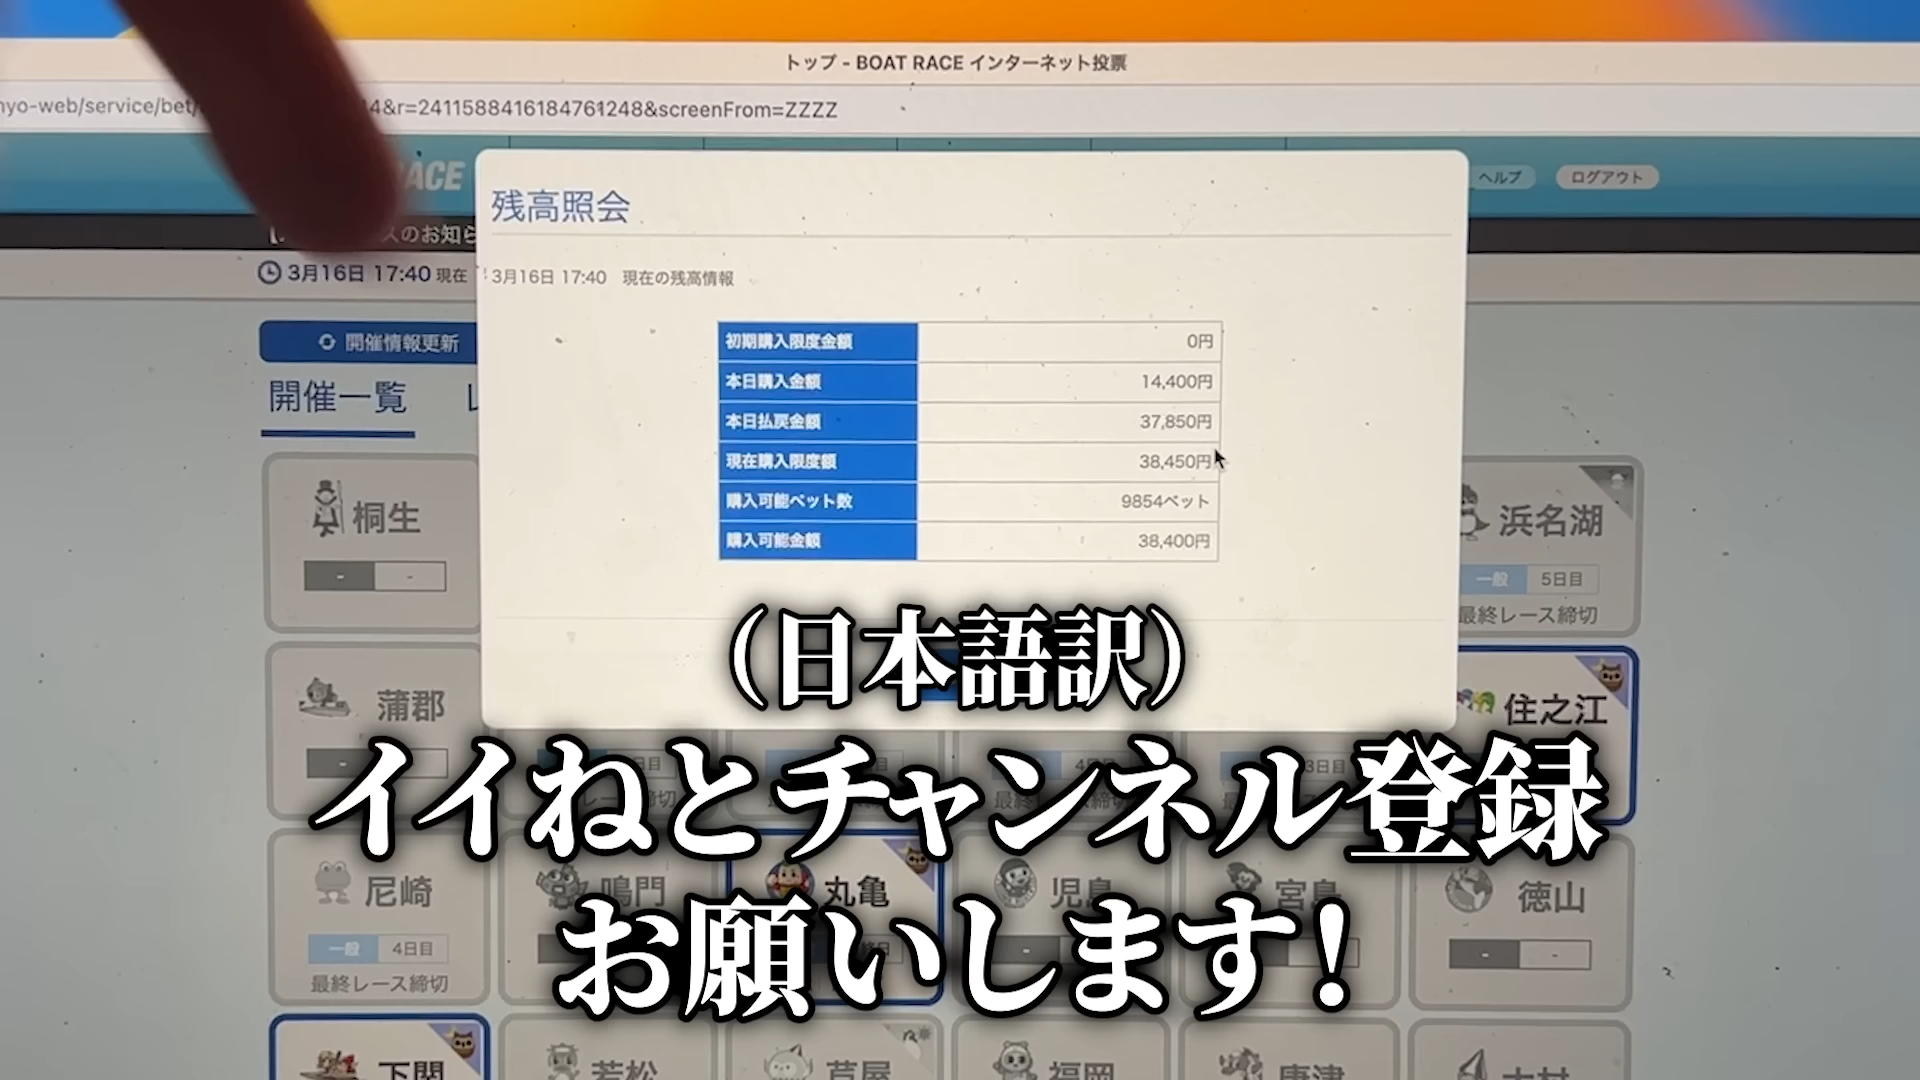 トップ - BOAT RACE インターネット投票
4&r=2411588416184761248&screenFrom=ZZZZ
ヘルプ
ログアウト
残高照会
のお知ら
3月16日 17:40 現在
3月16日 17:40 現在の残高情報
開催情報更新
開催一覧
初期購入限度金額 0円
本日購入金額 14,400円
本日払戻金額 37,850円
現在購入限度額 38,450円
購入可能ベット数 9854ベット
購入可能金額 38,400円
桐生
浜名湖
一般 5日目
最終レース締切
蒲郡
住之江
(日本語訳)
イイねとチャンネル登録
お願いします!
尼崎
一般 4日目
最終レース締切
鳴門
丸亀
児島
宮島
徳山
下関
若松
芦屋
福岡
唐津